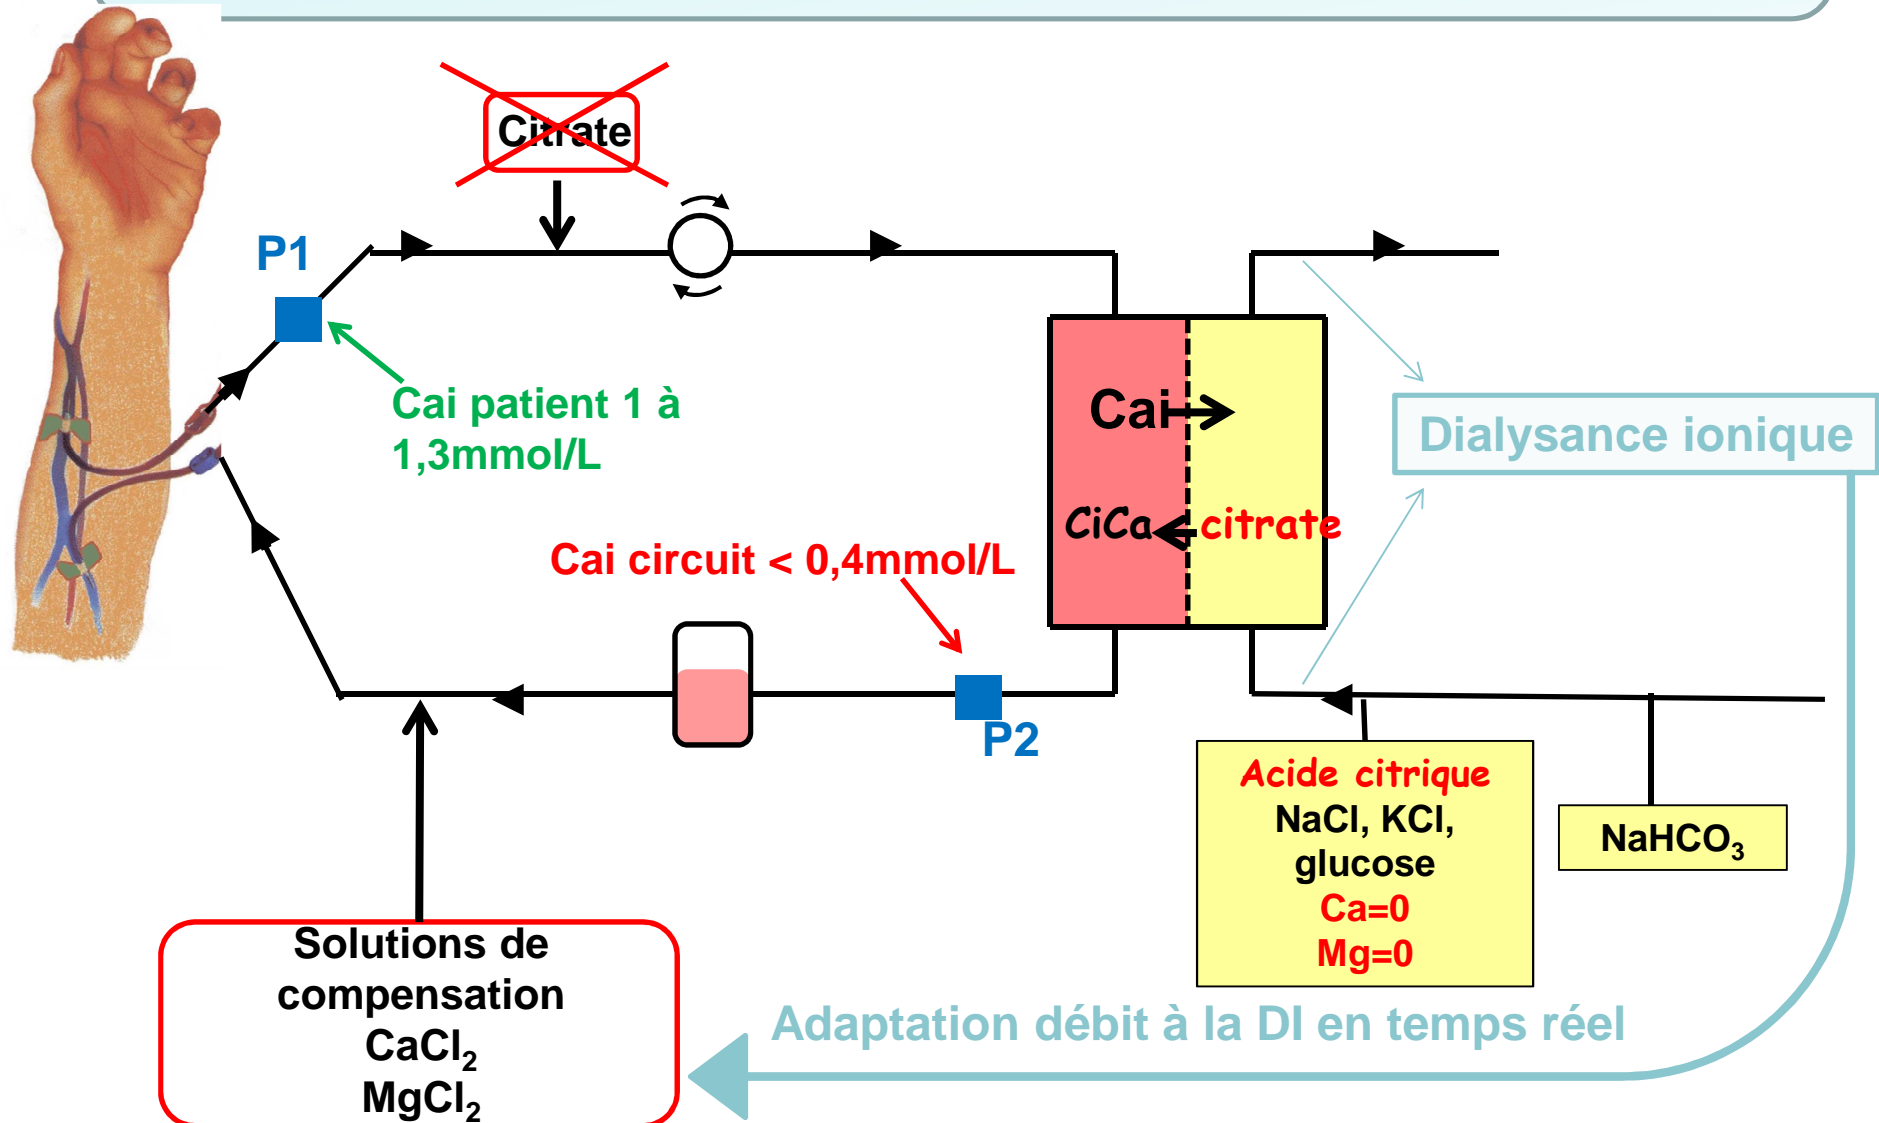 Citrate
P1
Cai patient 1 à
1,3mmol/L
Cai
Dialysance ionique
CiCa
citrate
Cai circuit < 0,4mmol/L
P2
Acide citrique
NaCl, KCl,
glucose
Ca=0
Mg=0
NaHCO₃
Solutions de
compensation
CaCl₂
MgCl₂
Adaptation débit à la DI en temps réel